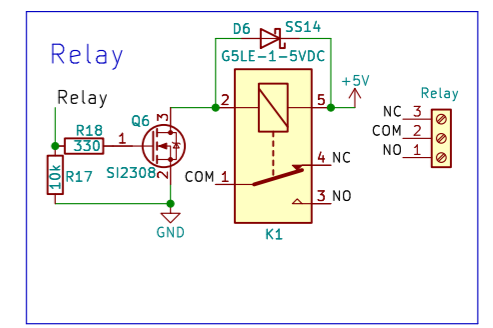 Relay
D6 SS14
G5LE-1-5VDC
+5V
Relay
Relay
2 5
NC 3
COM 2
NO 1
Q6 3
R18
330 1
10k R17
SI2308 2
4 NC
COM 1
3 NO
GND
K1